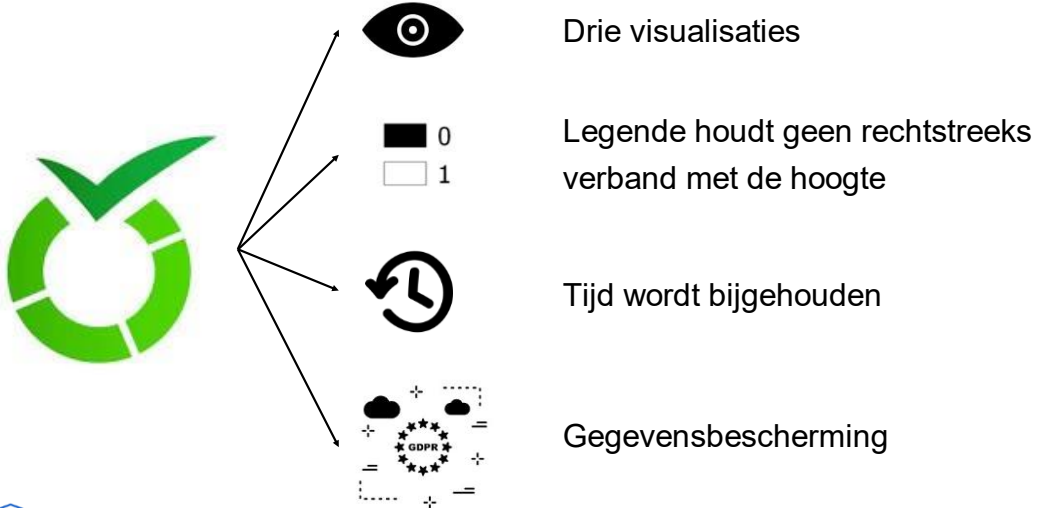 Drie visualisaties
0
1
Legende houdt geen rechtstreeks
verband met de hoogte
Tijd wordt bijgehouden
GDPR
Gegevensbescherming